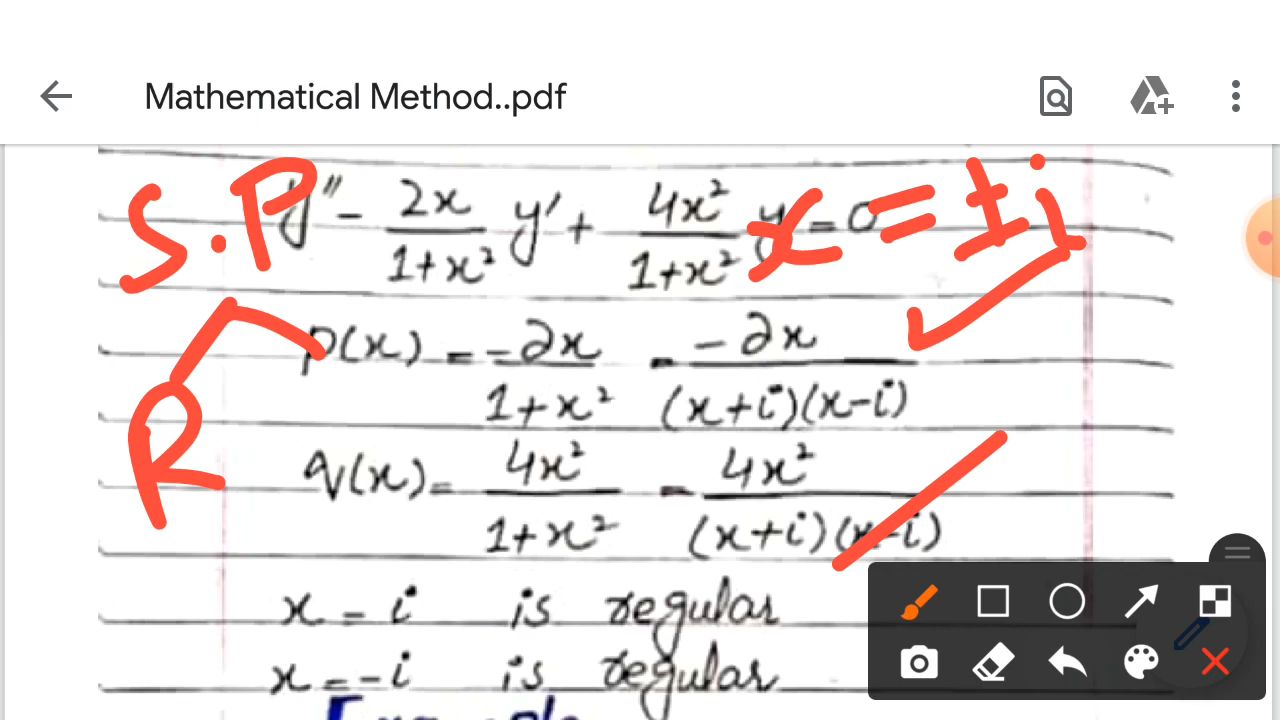 Mathematical Method..pdf
S.P
y'' - 2x/(1+x²) y' + 4x²/(1+x²) y = 0
x = ±i
p(x) = -2x/(1+x²) = -2x/((x+i)(x-i))
R
q(x) = 4x²/(1+x²) = 4x²/((x+i)(x-i))
x = i is regular
x = -i is regular